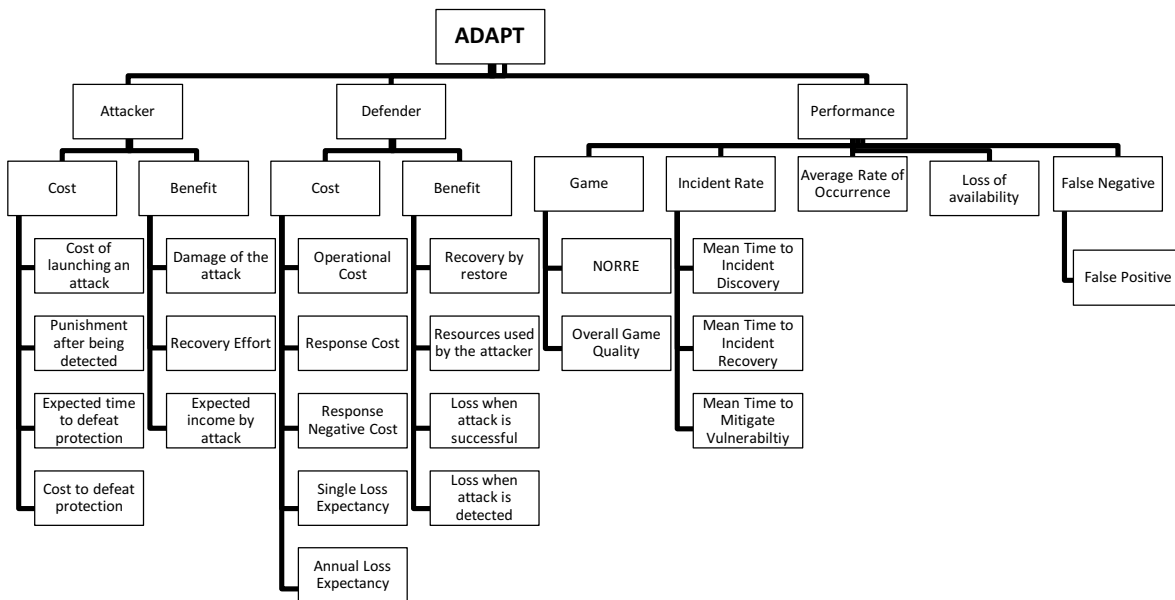 ADAPT
Attacker
Defender
Performance
Cost
Benefit
Cost
Benefit
Game
Incident Rate
Average Rate of
Occurrence
Loss of
availability
False Negative
Cost of
launching an
attack
Punishment
after being
detected
Expected time
to defeat
protection
Cost to defeat
protection
Damage of the
attack
Recovery Effort
Expected
income by
attack
Operational
Cost
Response Cost
Response
Negative Cost
Single Loss
Expectancy
Annual Loss
Expectancy
Recovery by
restore
Resources used
by the attacker
Loss when
attack is
successful
Loss when
attack is
detected
NORRE
Overall Game
Quality
Mean Time to
Incident
Discovery
Mean Time to
Incident
Recovery
Mean Time to
Mitigate
Vulnerabiltiy
False Positive